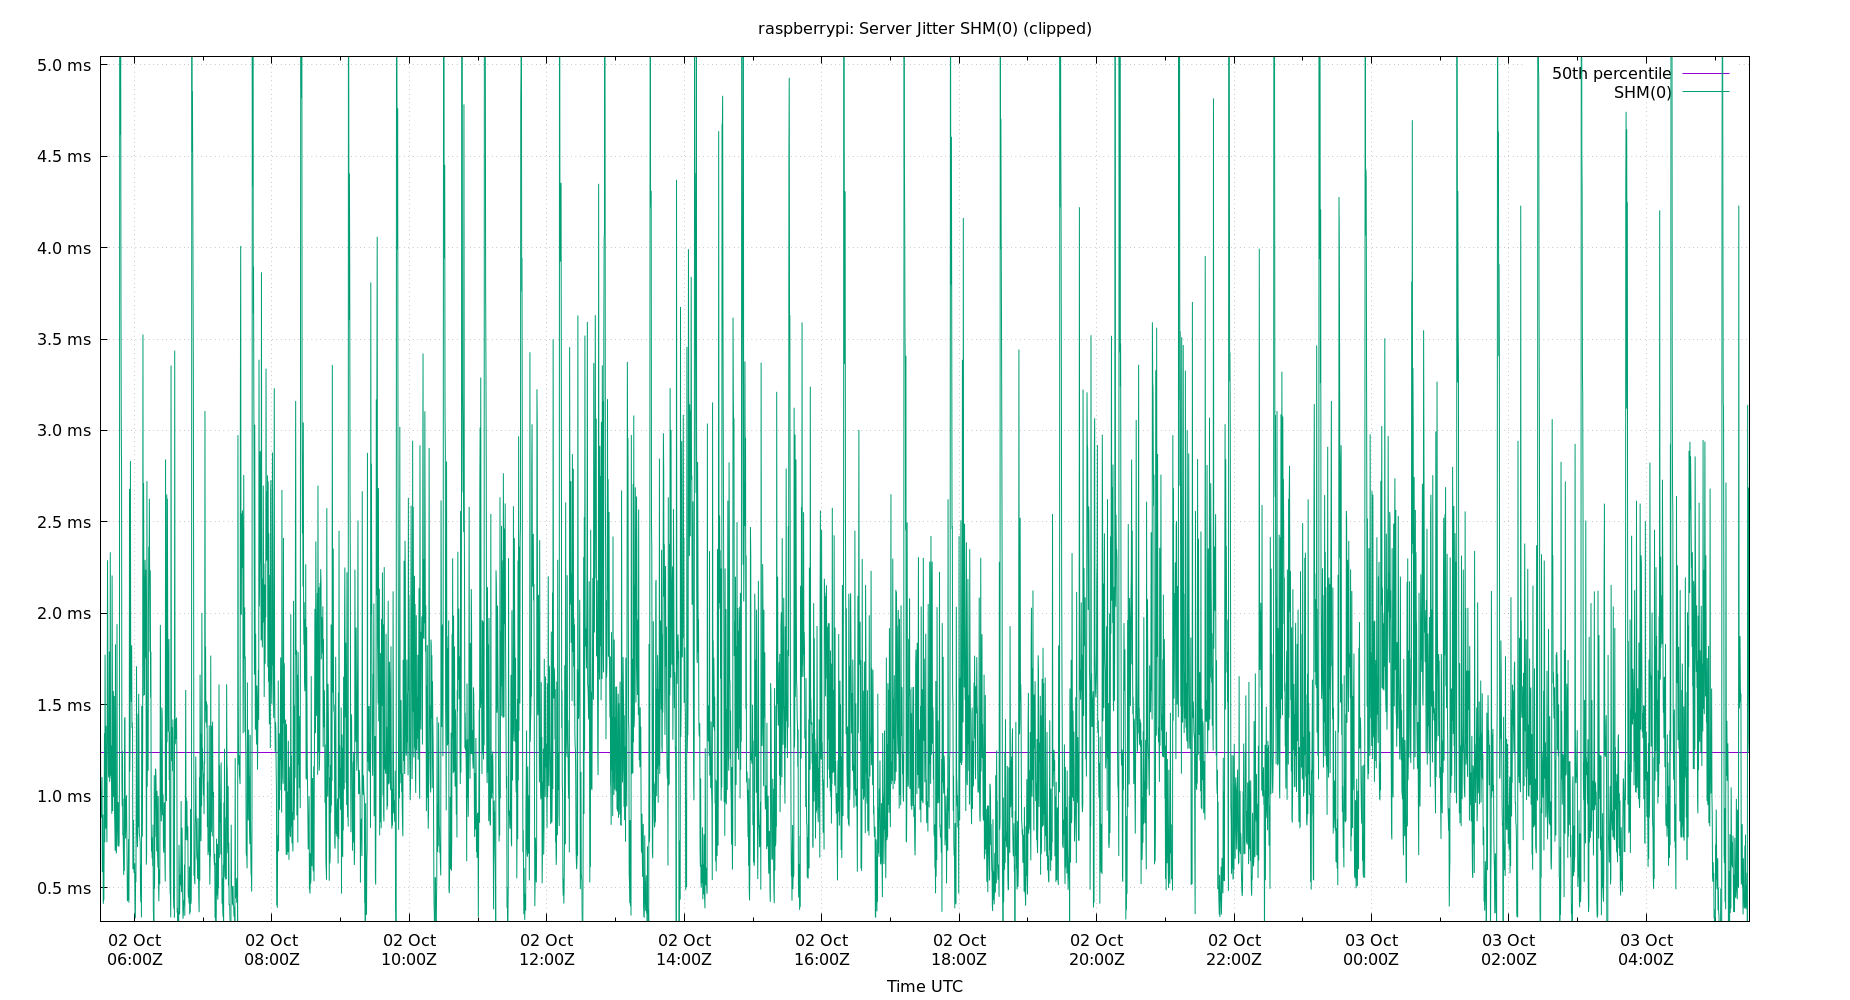 raspberrypi: Server Jitter SHM(0) (clipped)
50th percentile
SHM(0)
5.0 ms
4.5 ms
4.0 ms
3.5 ms
3.0 ms
2.5 ms
2.0 ms
1.5 ms
1.0 ms
0.5 ms
02 Oct 02 Oct 02 Oct 02 Oct 02 Oct 02 Oct 02 Oct 02 Oct 02 Oct 03 Oct 03 Oct 03 Oct
06:00Z 08:00Z 10:00Z 12:00Z 14:00Z 16:00Z 18:00Z 20:00Z 22:00Z 00:00Z 02:00Z 04:00Z
Time UTC